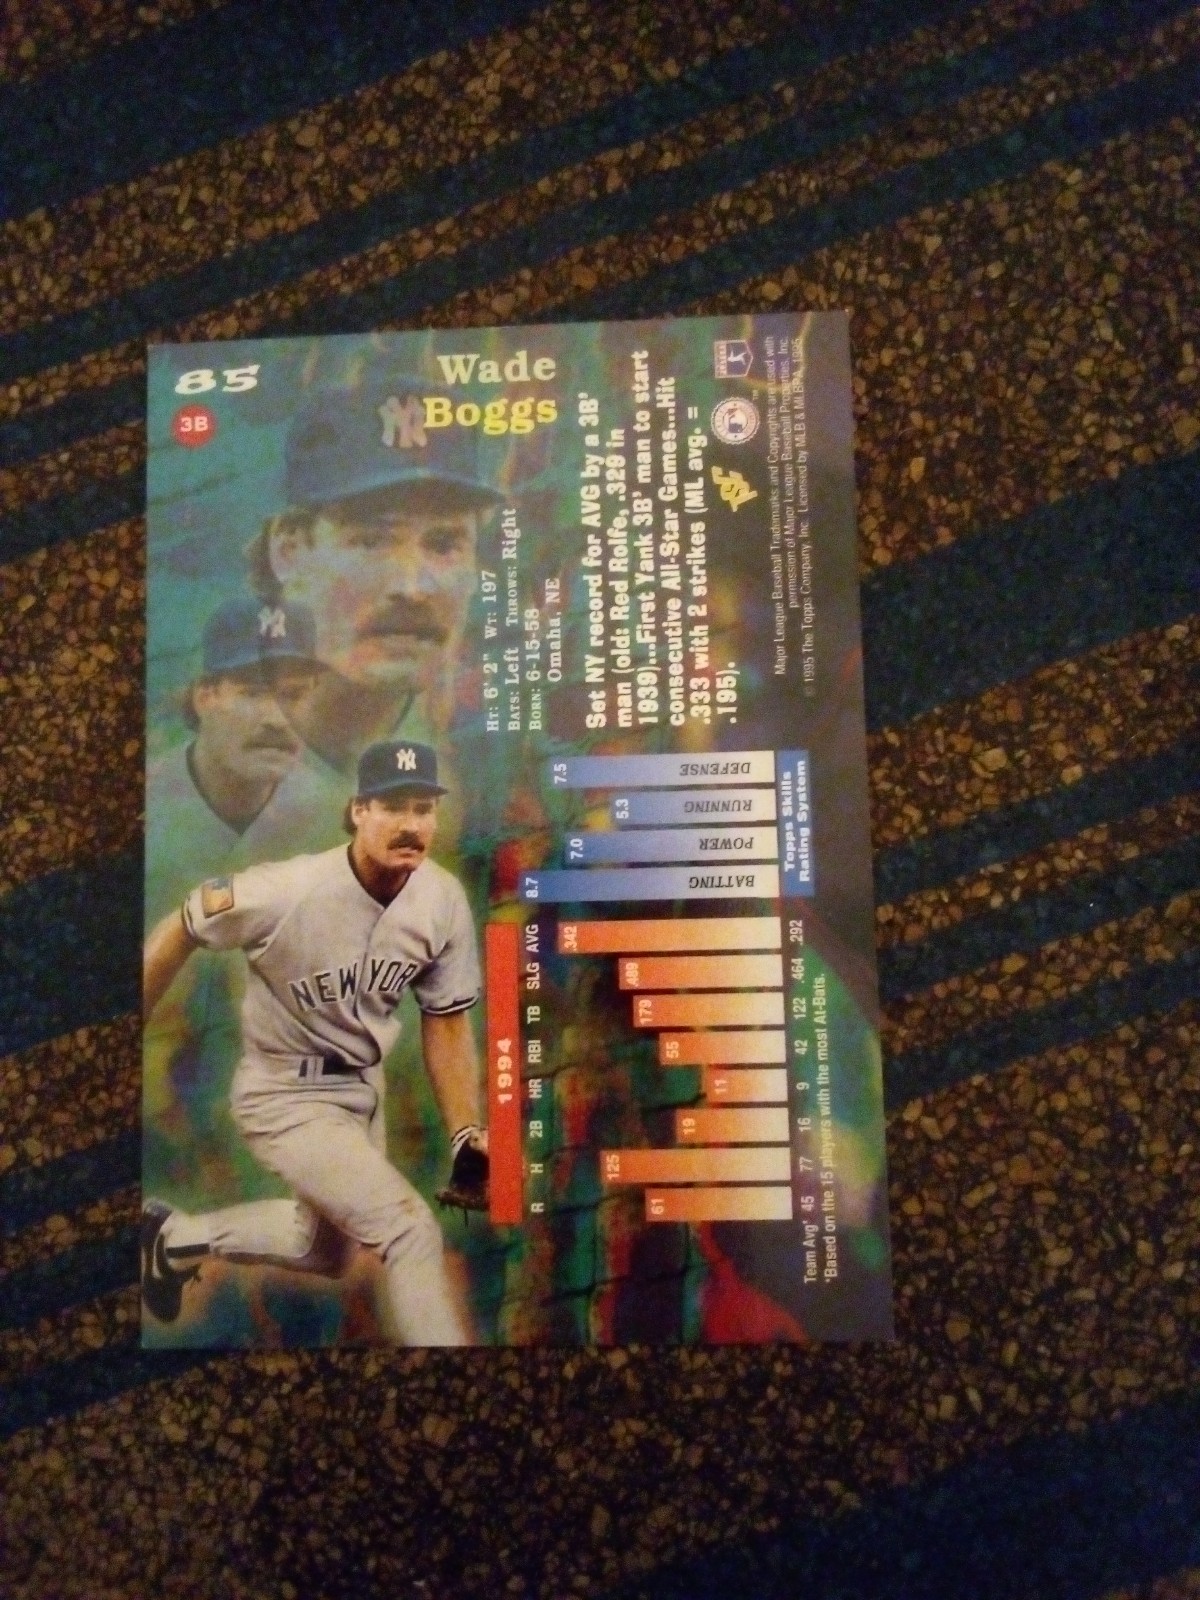 85
3B
Wade
Boggs
NEW YOR
Ht: 6' 2" Wt: 197
Bats: Left Throws: Right
Born: 6-15-58
Omaha, NE
Set NY record for AVG by a 3B'
man (old: Red Rolfe, .329 in
1939)...First Yank 3B' man to start
consecutive All-Star Games...Hit
.333 with 2 strikes (ML avg. =
.195).
1994
R H 2B HR RBI TB SLG AVG
61 125 19 11 55 179 .489 .342
Team Avg* 45 77 16 9 42 122 .464 .292
*Based on the 15 players with the most At-Bats.
8.7 7.0 5.3 7.5
BATTING
POWER
RUNNING
DEFENSE
Topps Skills
Rating System
TSC
Major League Baseball Trademarks and Copyrights are used with
permission of Major League Baseball Properties, Inc.
© 1995 The Topps Company, Inc. Licensed by MLB & MLBPA, 1995